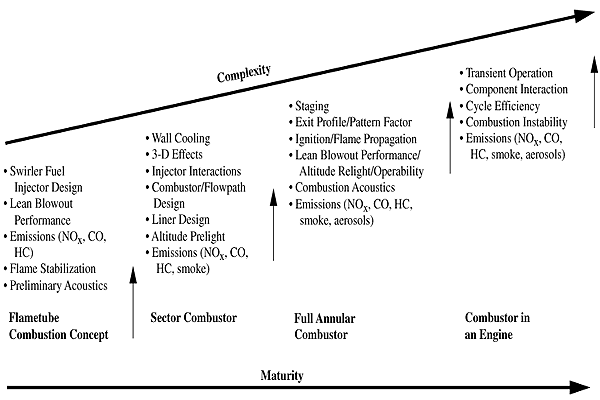 Complexity
• Swirler Fuel
Injector Design
• Lean Blowout
Performance
• Emissions (NOx, CO,
HC)
• Flame Stabilization
• Preliminary Acoustics
Flametube
Combustion Concept
• Wall Cooling
• 3-D Effects
• Injector Interactions
• Combustor/Flowpath
Design
• Liner Design
• Altitude Prelight
• Emissions (NOx, CO,
HC, smoke)
Sector Combustor
• Staging
• Exit Profile/Pattern Factor
• Ignition/Flame Propagation
• Lean Blowout Performance/
Altitude Relight/Operability
• Combustion Acoustics
• Emissions (NOx, CO, HC,
smoke, aerosols)
Full Annular
Combustor
• Transient Operation
• Component Interaction
• Cycle Efficiency
• Combustion Instability
• Emissions (NOx, CO,
HC, smoke, aerosols)
Combustor in
an Engine
Maturity